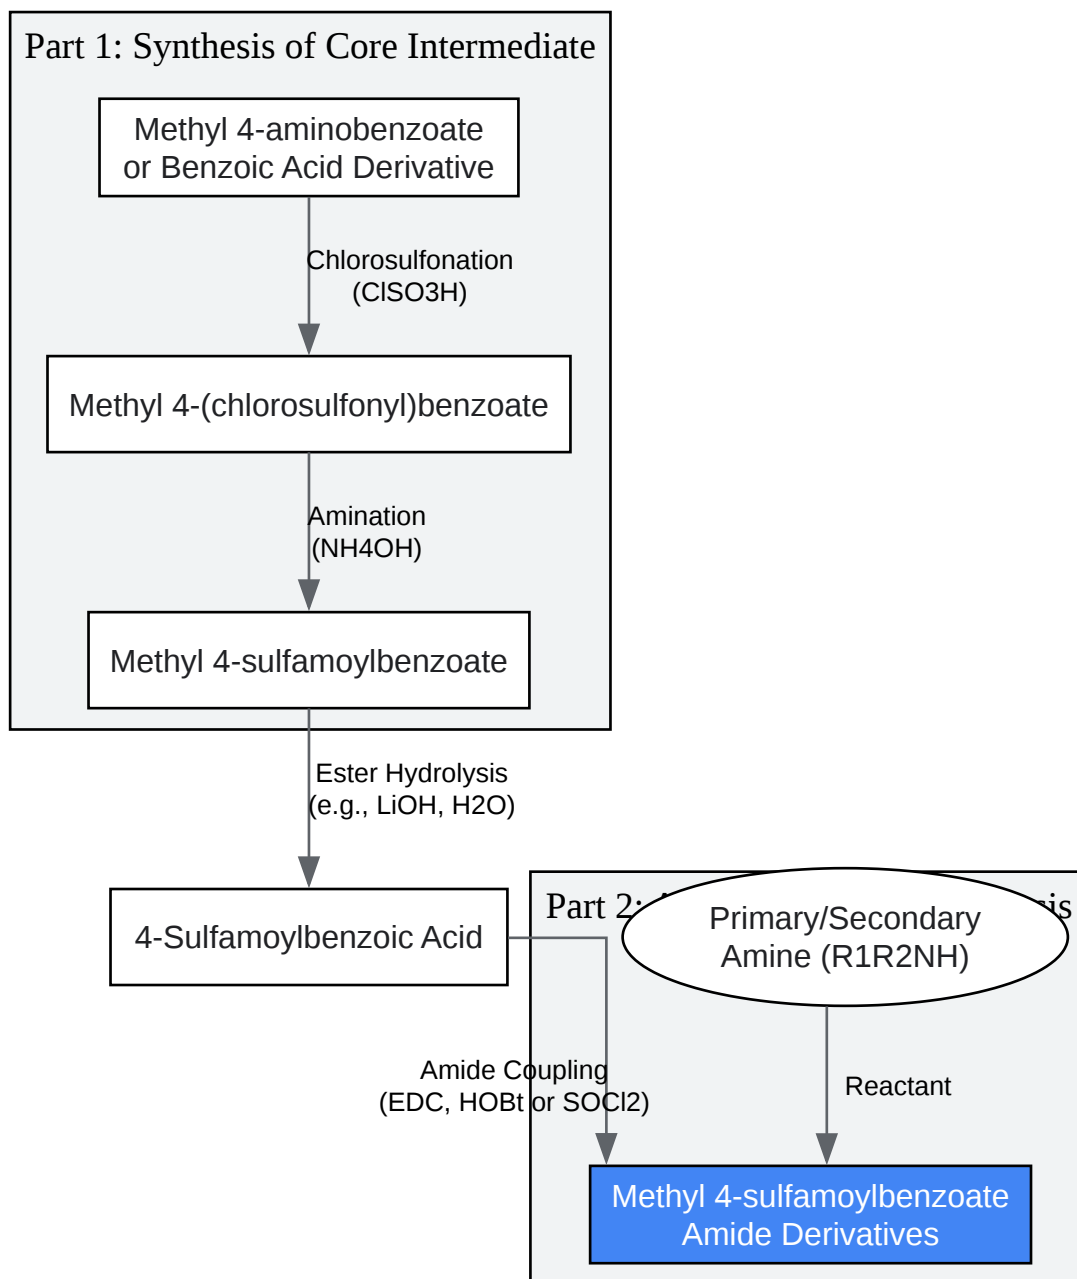 Part 1: Synthesis of Core Intermediate
Methyl 4-aminobenzoate
or Benzoic Acid Derivative
Chlorosulfonation
(ClSO3H)
Methyl 4-(chlorosulfonyl)benzoate
Amination
(NH4OH)
Methyl 4-sulfamoylbenzoate
Ester Hydrolysis
(e.g., LiOH, H2O)
4-Sulfamoylbenzoic Acid
Part 2:
Primary/Secondary
Amine (R1R2NH)
Amide Coupling
(EDC, HOBt or SOCl2)
Reactant
Methyl 4-sulfamoylbenzoate
Amide Derivatives